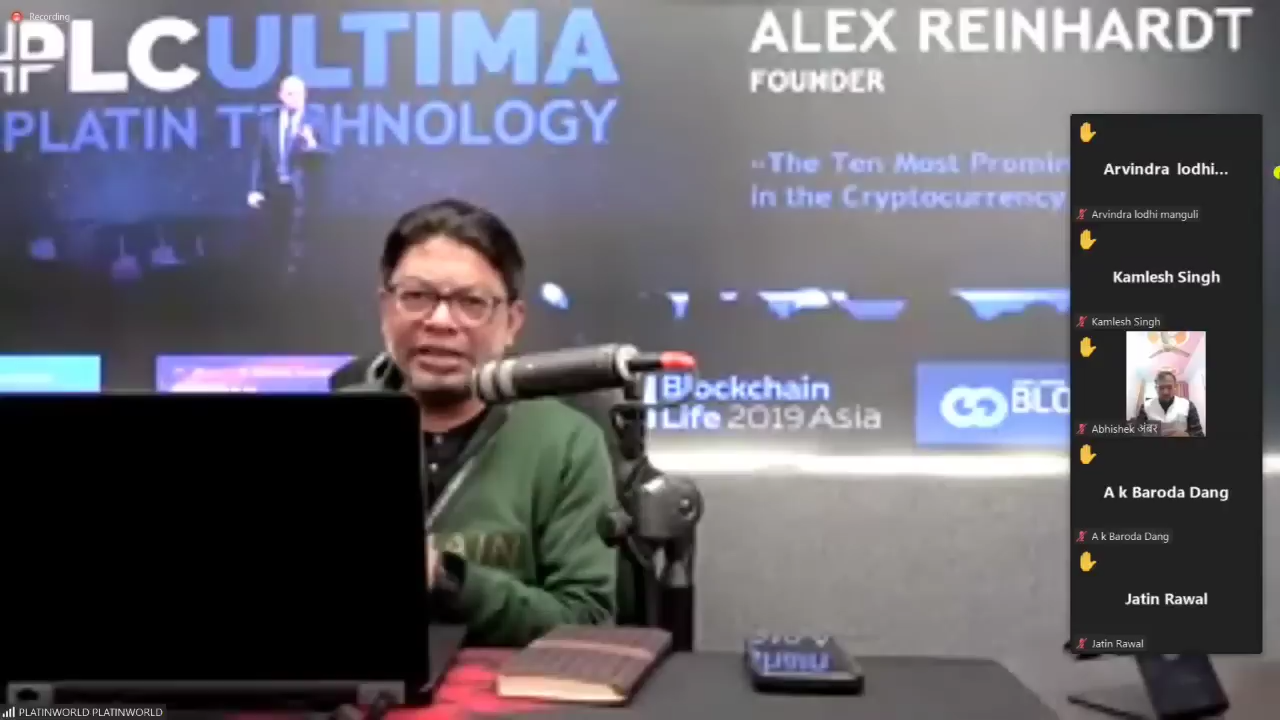 Recording
PLCULTIMA
PLATIN TECHNOLOGY
ALEX REINHARDT
FOUNDER
«The Ten Most Promin
in the Cryptocurrency
Blockchain
Life 2019 Asia
BLO
Arvindra lodhi...
Arvindra lodhi manguli
Kamlesh Singh
Kamlesh Singh
Abhishek अंबर
A k Baroda Dang
A k Baroda Dang
Jatin Rawal
Jatin Rawal
PLATINWORLD PLATINWORLD